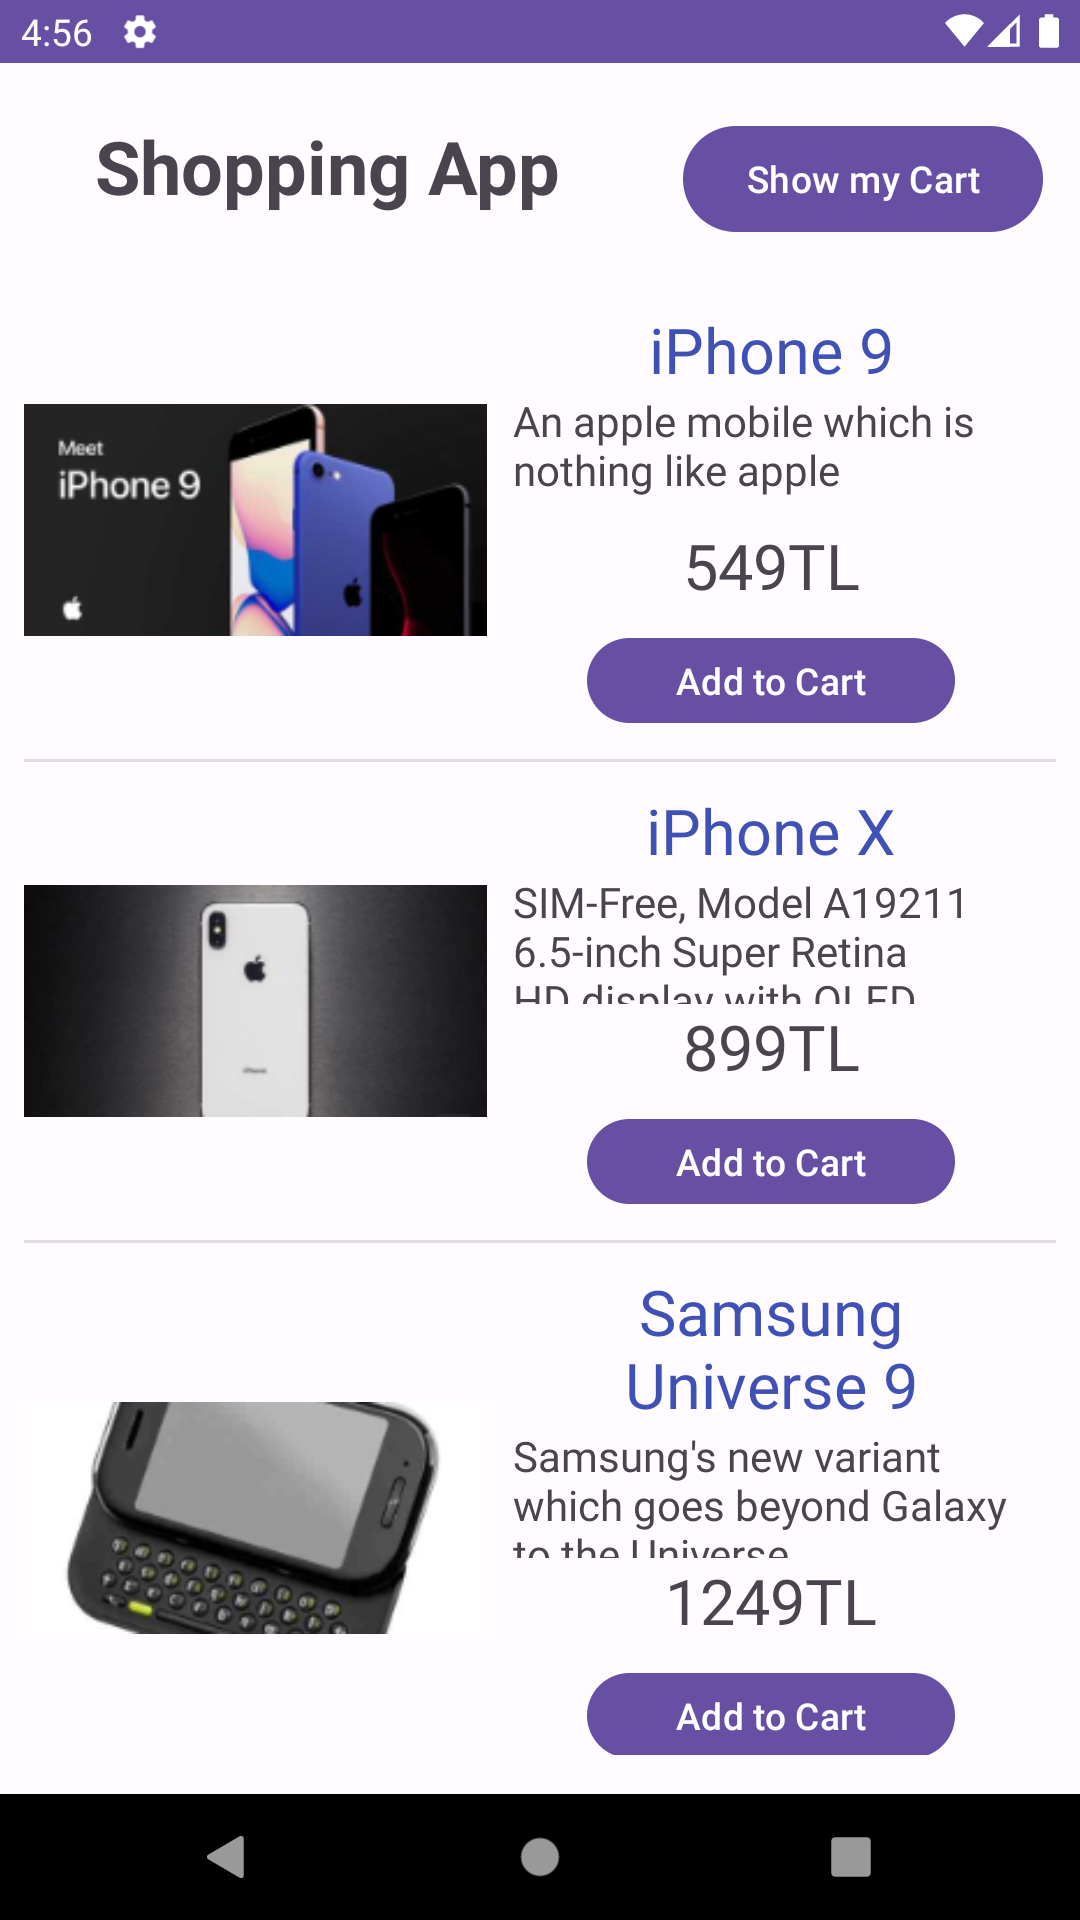 4:56
Shopping App
Show my Cart
iPhone 9
Meet
iPhone 9
An apple mobile which is
nothing like apple
549TL
Add to Cart
iPhone X
SIM-Free, Model A19211
6.5-inch Super Retina
HD display with OLED
iPhone
899TL
Add to Cart
Samsung
Universe 9
Samsung's new variant
which goes beyond Galaxy
to the Universe
1249TL
Add to Cart